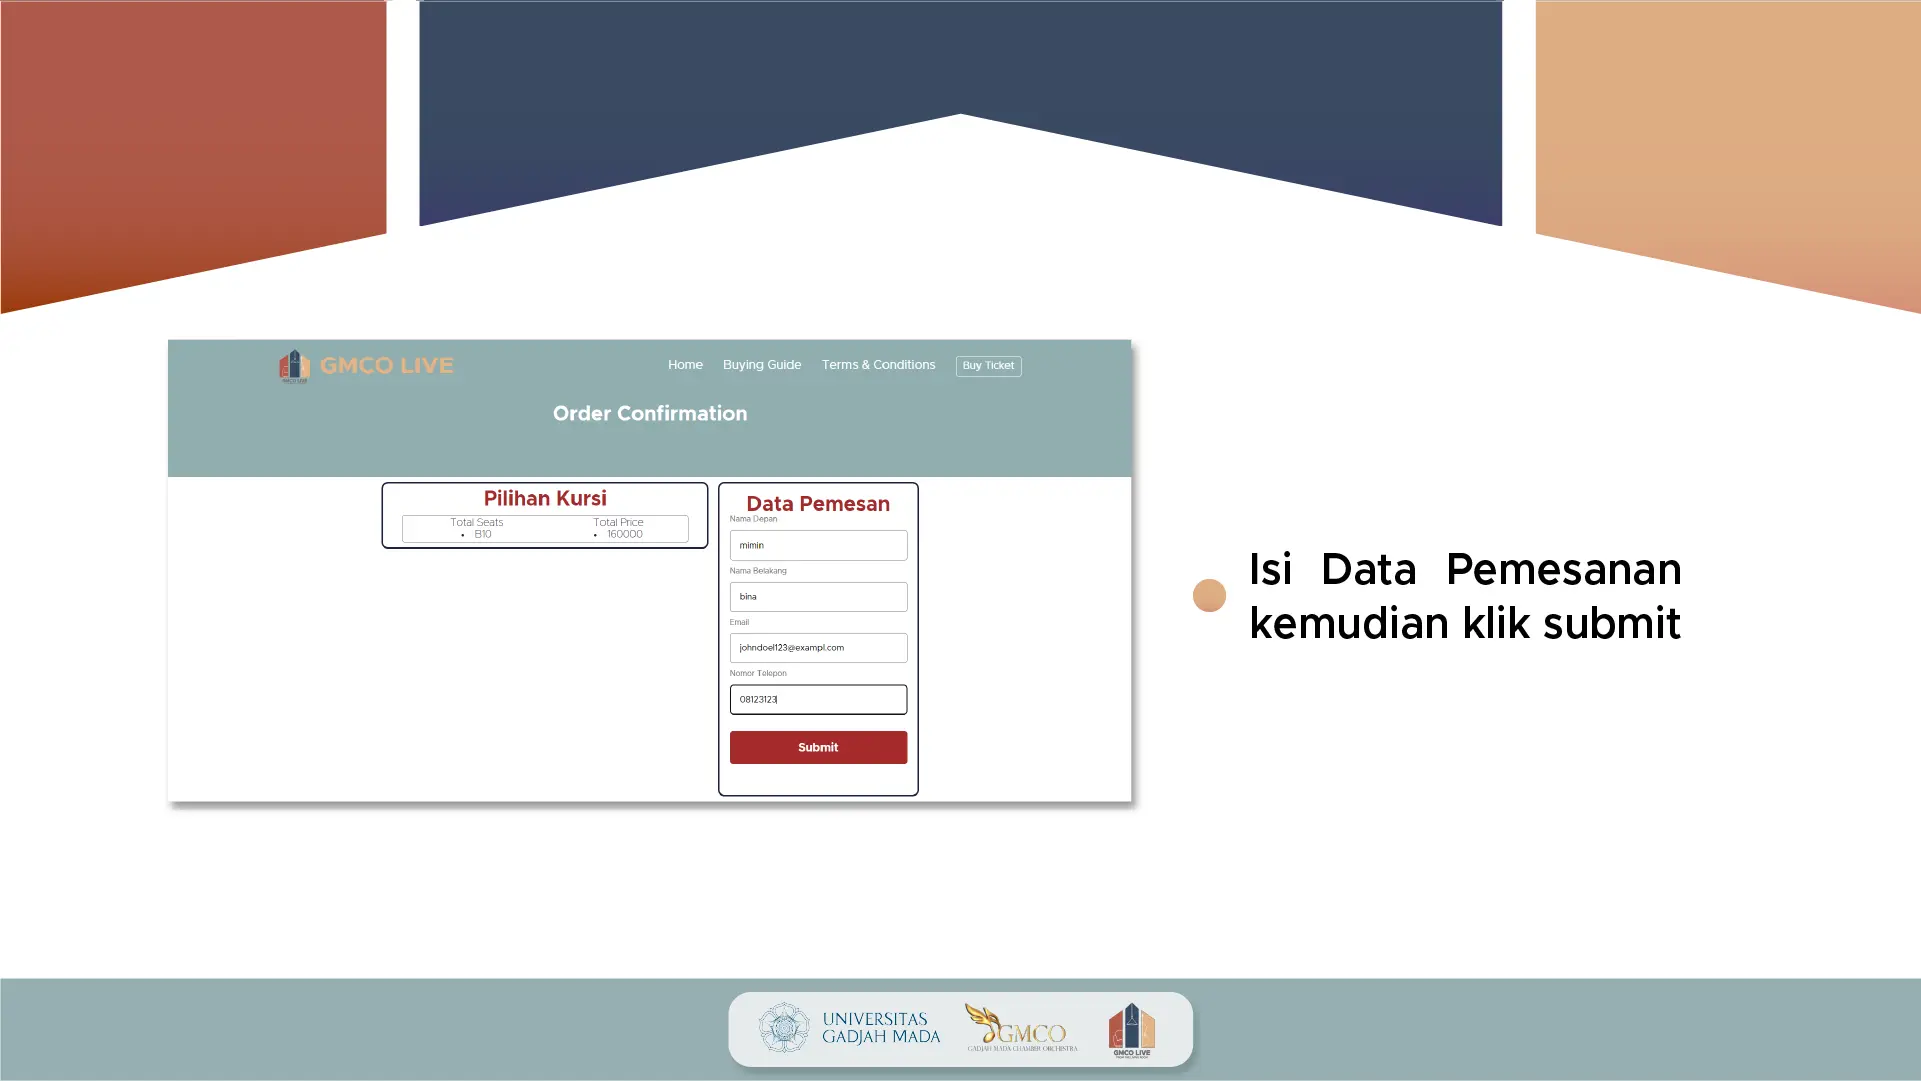 GMCO LIVE
Home Buying Guide Terms & Conditions Buy Ticket
Order Confirmation
Pilihan Kursi
Total Seats Total Price
• B10 • 160000
Data Pemesan
Nama Depan
mimin
Nama Belakang
bina
Email
johndoel123@exampl.com
Nomor Telepon
08123123
Submit
Isi Data Pemesanan
kemudian klik submit
UNIVERSITAS
GADJAH MADA
GMCO
GADJAH MADA CHAMBER ORCHESTRA
GMCO LIVE